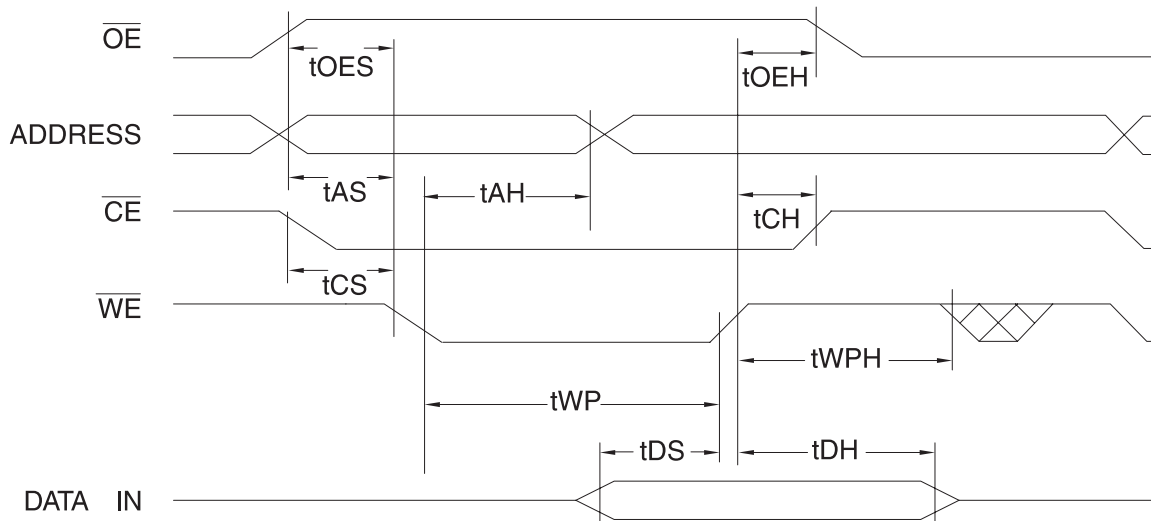 OE
tOES
tOEH
ADDRESS
tAS
tAH
CE
tCH
tCS
WE
tWPH
tWP
tDS
tDH
DATA IN